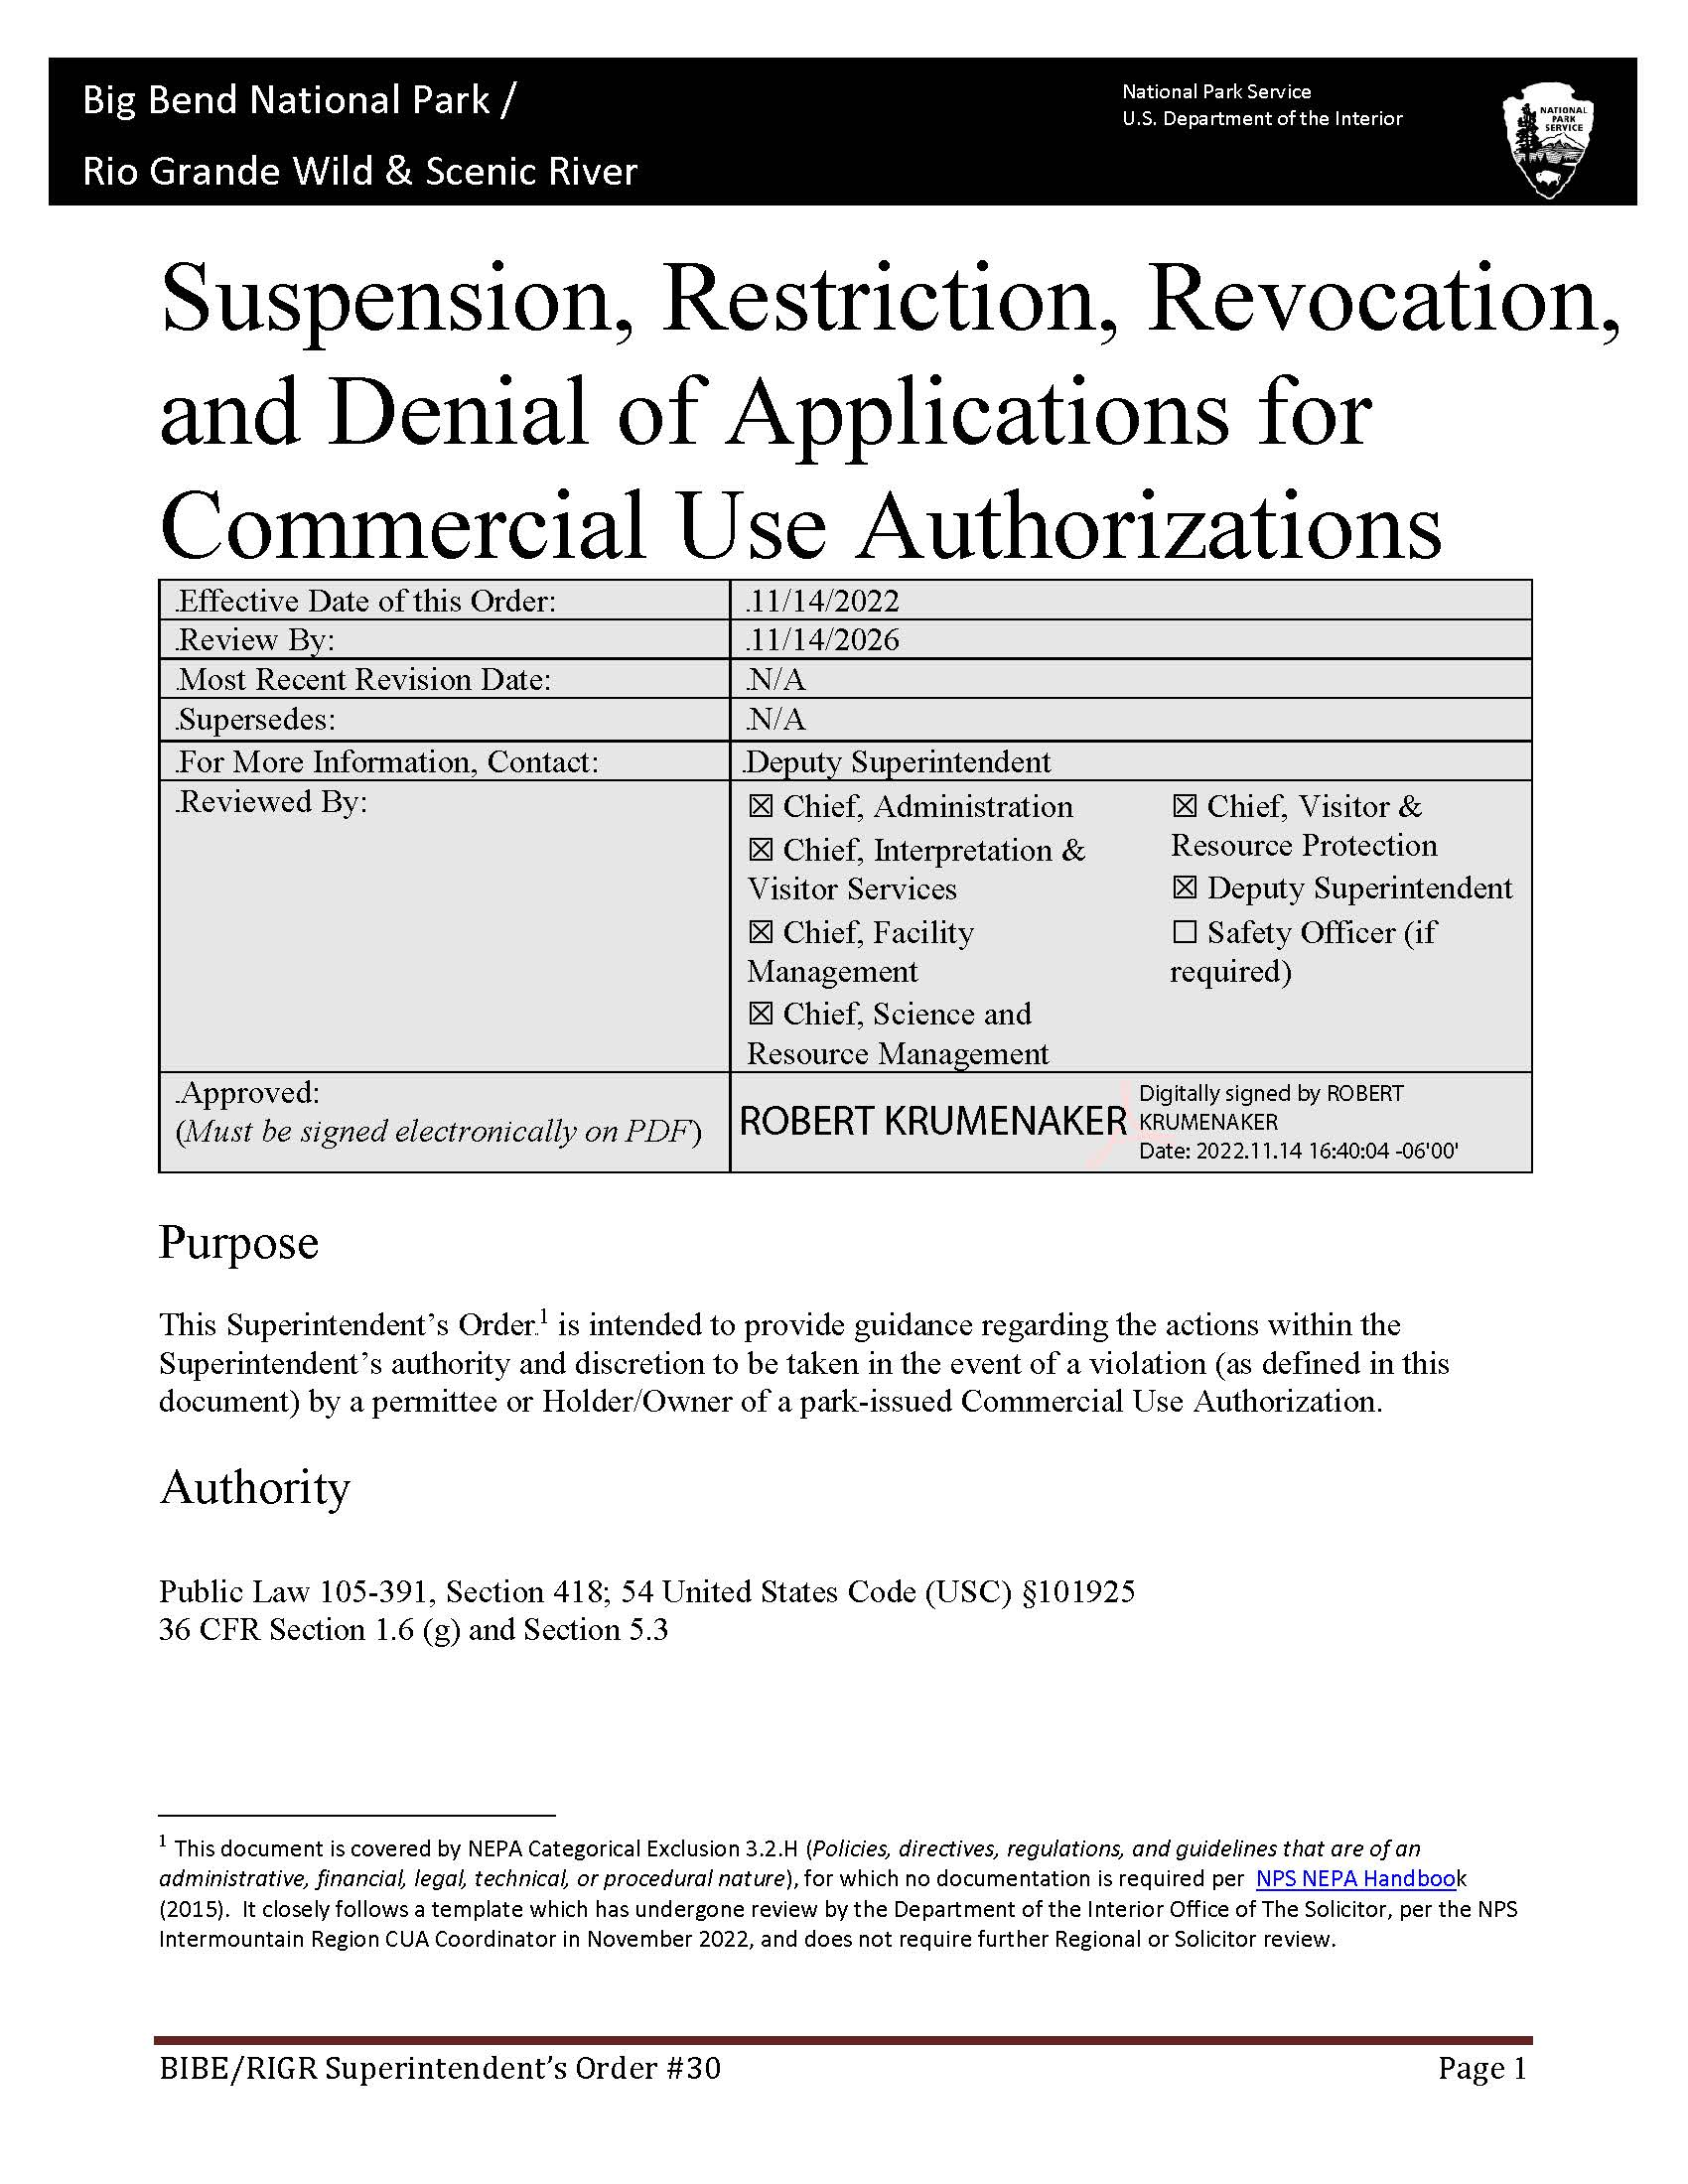 Big Bend National Park /
Rio Grande Wild & Scenic River
National Park Service
U.S. Department of the Interior
NATIONAL
PARK
SERVICE
Suspension, Restriction, Revocation,
and Denial of Applications for
Commercial Use Authorizations
.Effective Date of this Order: .11/14/2022
.Review By: .11/14/2026
.Most Recent Revision Date: .N/A
.Supersedes: .N/A
.For More Information, Contact: .Deputy Superintendent
.Reviewed By:
☒ Chief, Administration
☒ Chief, Interpretation &
Visitor Services
☒ Chief, Facility
Management
☒ Chief, Science and
Resource Management
☒ Chief, Visitor &
Resource Protection
☒ Deputy Superintendent
☐ Safety Officer (if
required)
.Approved:
(Must be signed electronically on PDF)
ROBERT KRUMENAKER
Digitally signed by ROBERT
KRUMENAKER
Date: 2022.11.14 16:40:04 -06'00'
Purpose
This Superintendent’s Order.1 is intended to provide guidance regarding the actions within the
Superintendent’s authority and discretion to be taken in the event of a violation (as defined in this
document) by a permittee or Holder/Owner of a park-issued Commercial Use Authorization.
Authority
Public Law 105-391, Section 418; 54 United States Code (USC) §101925
36 CFR Section 1.6 (g) and Section 5.3
1 This document is covered by NEPA Categorical Exclusion 3.2.H (Policies, directives, regulations, and guidelines that are of an
administrative, financial, legal, technical, or procedural nature), for which no documentation is required per NPS NEPA Handbook
(2015). It closely follows a template which has undergone review by the Department of the Interior Office of The Solicitor, per the NPS
Intermountain Region CUA Coordinator in November 2022, and does not require further Regional or Solicitor review.
BIBE/RIGR Superintendent’s Order #30 Page 1